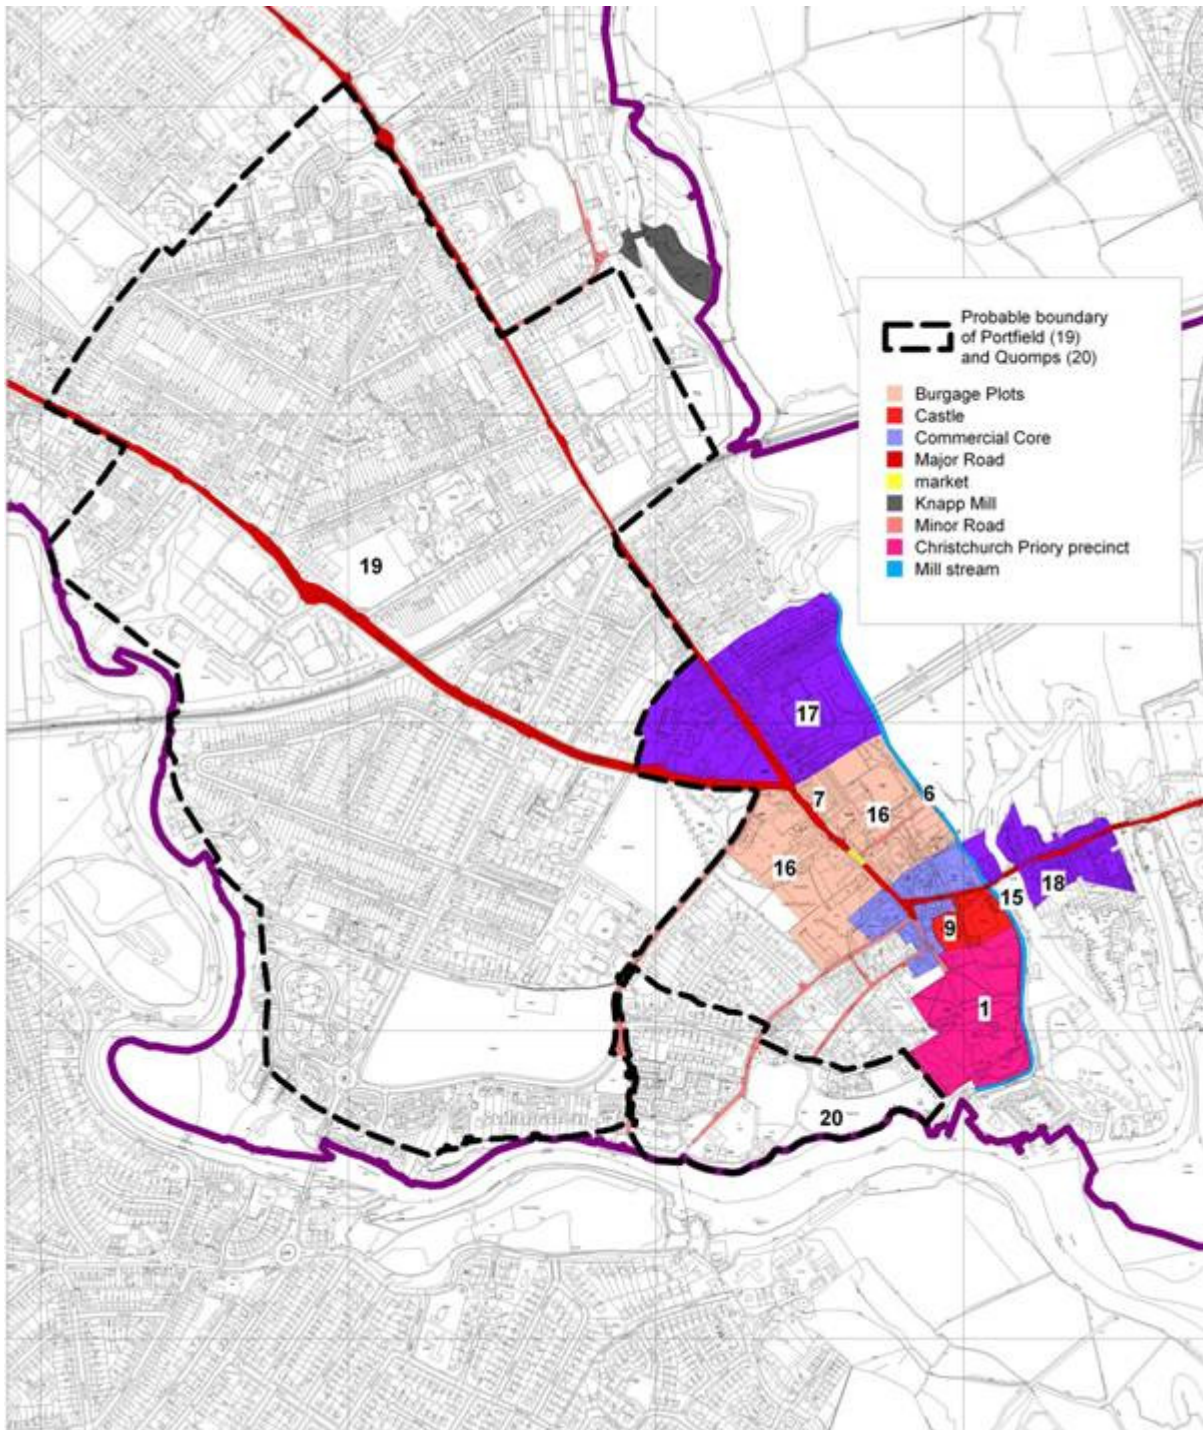 Probable boundary
of Portfield (19)
and Quomps (20)
Burgage Plots
Castle
Commercial Core
Major Road
market
Knapp Mill
Minor Road
Christchurch Priory precinct
Mill stream
19
17
7
16
6
16
15
18
9
1
20